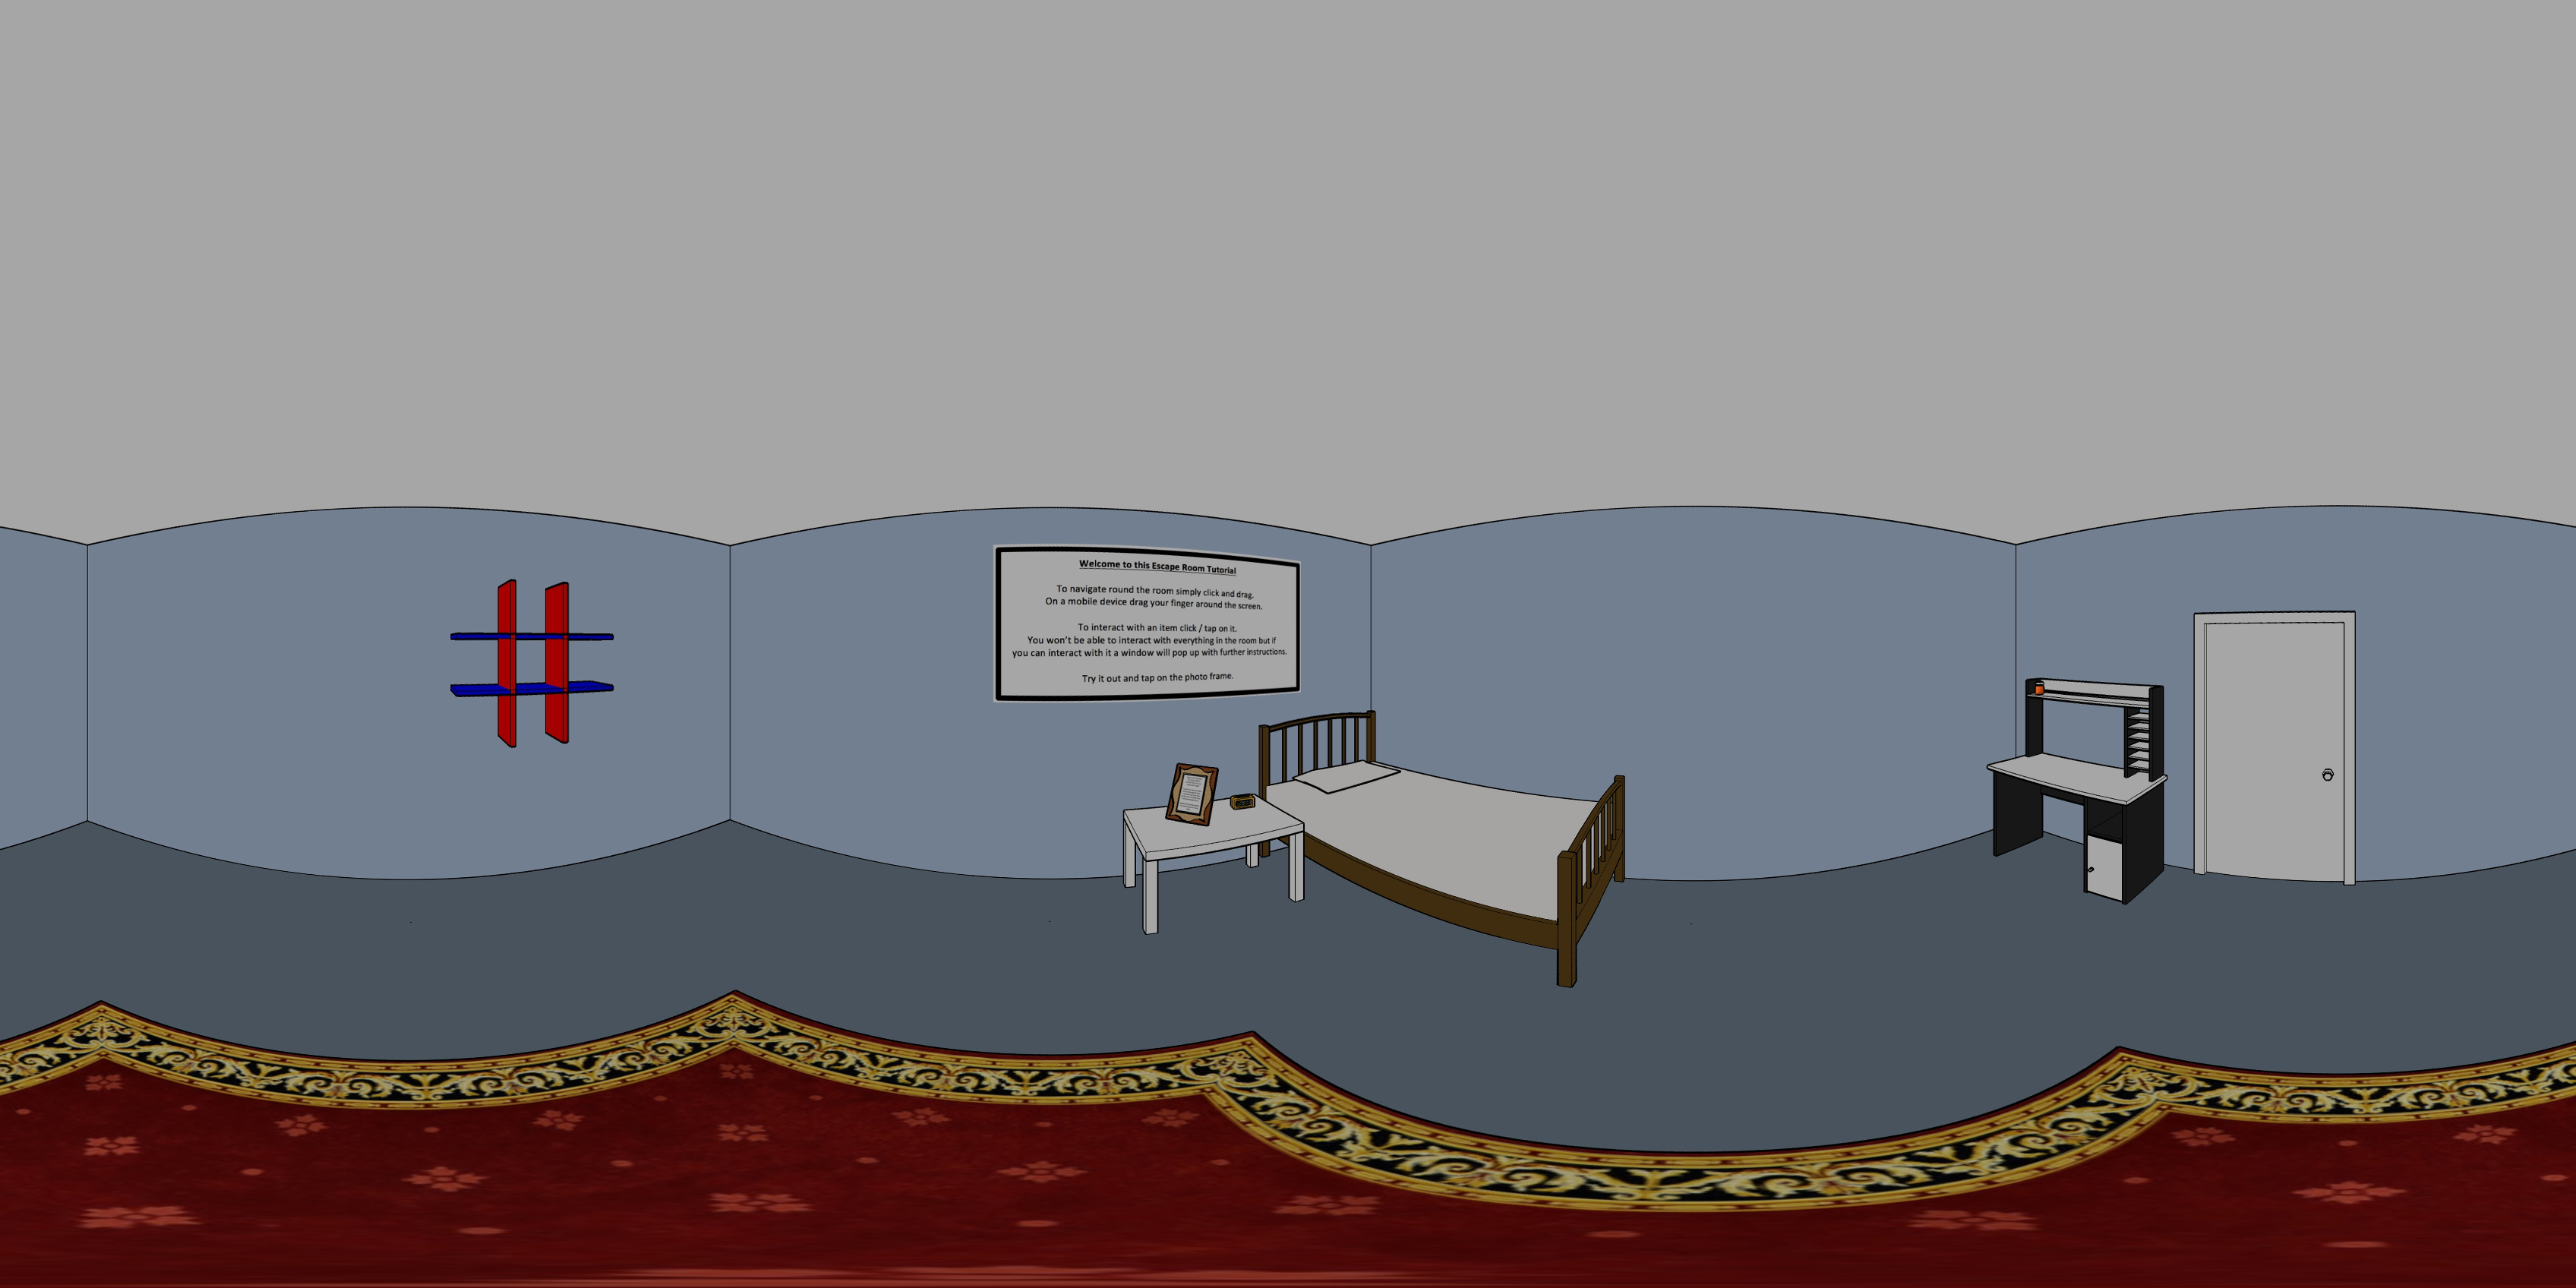 Welcome to this Escape Room Tutorial
To navigate round the room simply click and drag.
On a mobile device drag your finger around the screen.
To interact with an item click / tap on it.
You won't be able to interact with everything in the room but if
you can interact with it a window will pop up with further instructions.
Try it out and tap on the photo frame.